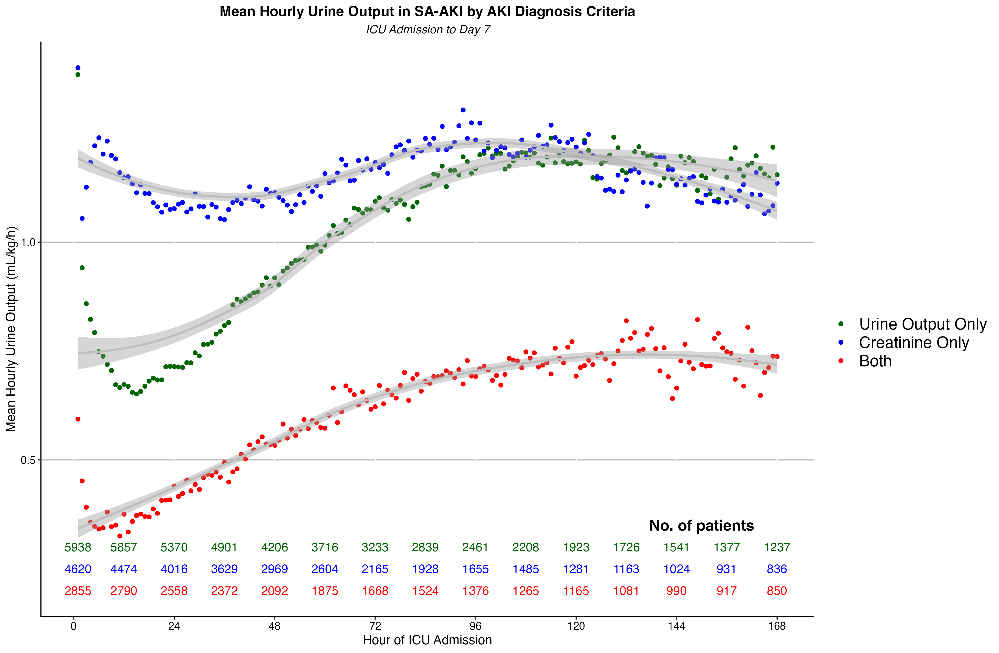 Mean Hourly Urine Output in SA-AKI by AKI Diagnosis Criteria
ICU Admission to Day 7
Mean Hourly Urine Output (mL/kg/h)
1.0
0.5
Urine Output Only
Creatinine Only
Both
No. of patients
5938 5857 5370 4901 4206 3716 3233 2839 2461 2208 1923 1726 1541 1377 1237
4620 4474 4016 3629 2969 2604 2165 1928 1655 1485 1281 1163 1024 931 836
2855 2790 2558 2372 2092 1875 1668 1524 1376 1265 1165 1081 990 917 850
0 24 48 72 96 120 144 168
Hour of ICU Admission